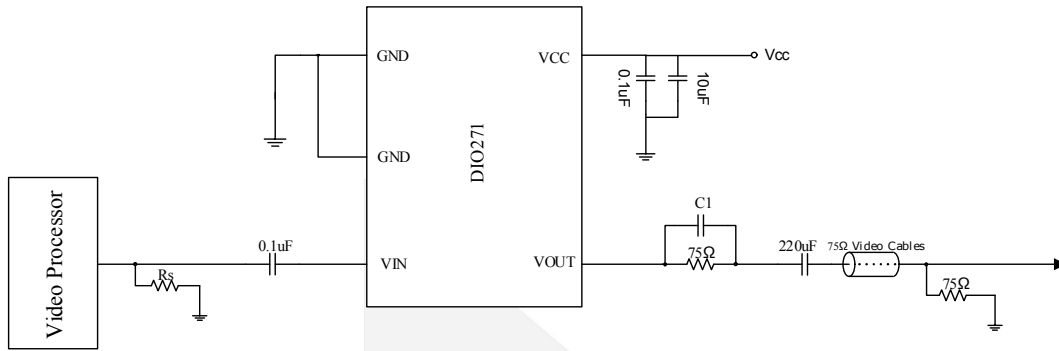 GND
VCC
Vcc
0.1uF
10uF
DIO271
GND
Video Processor
C1
0.1uF
220uF
75Ω Video Cables
Rs
VIN
VOUT
75Ω
75Ω